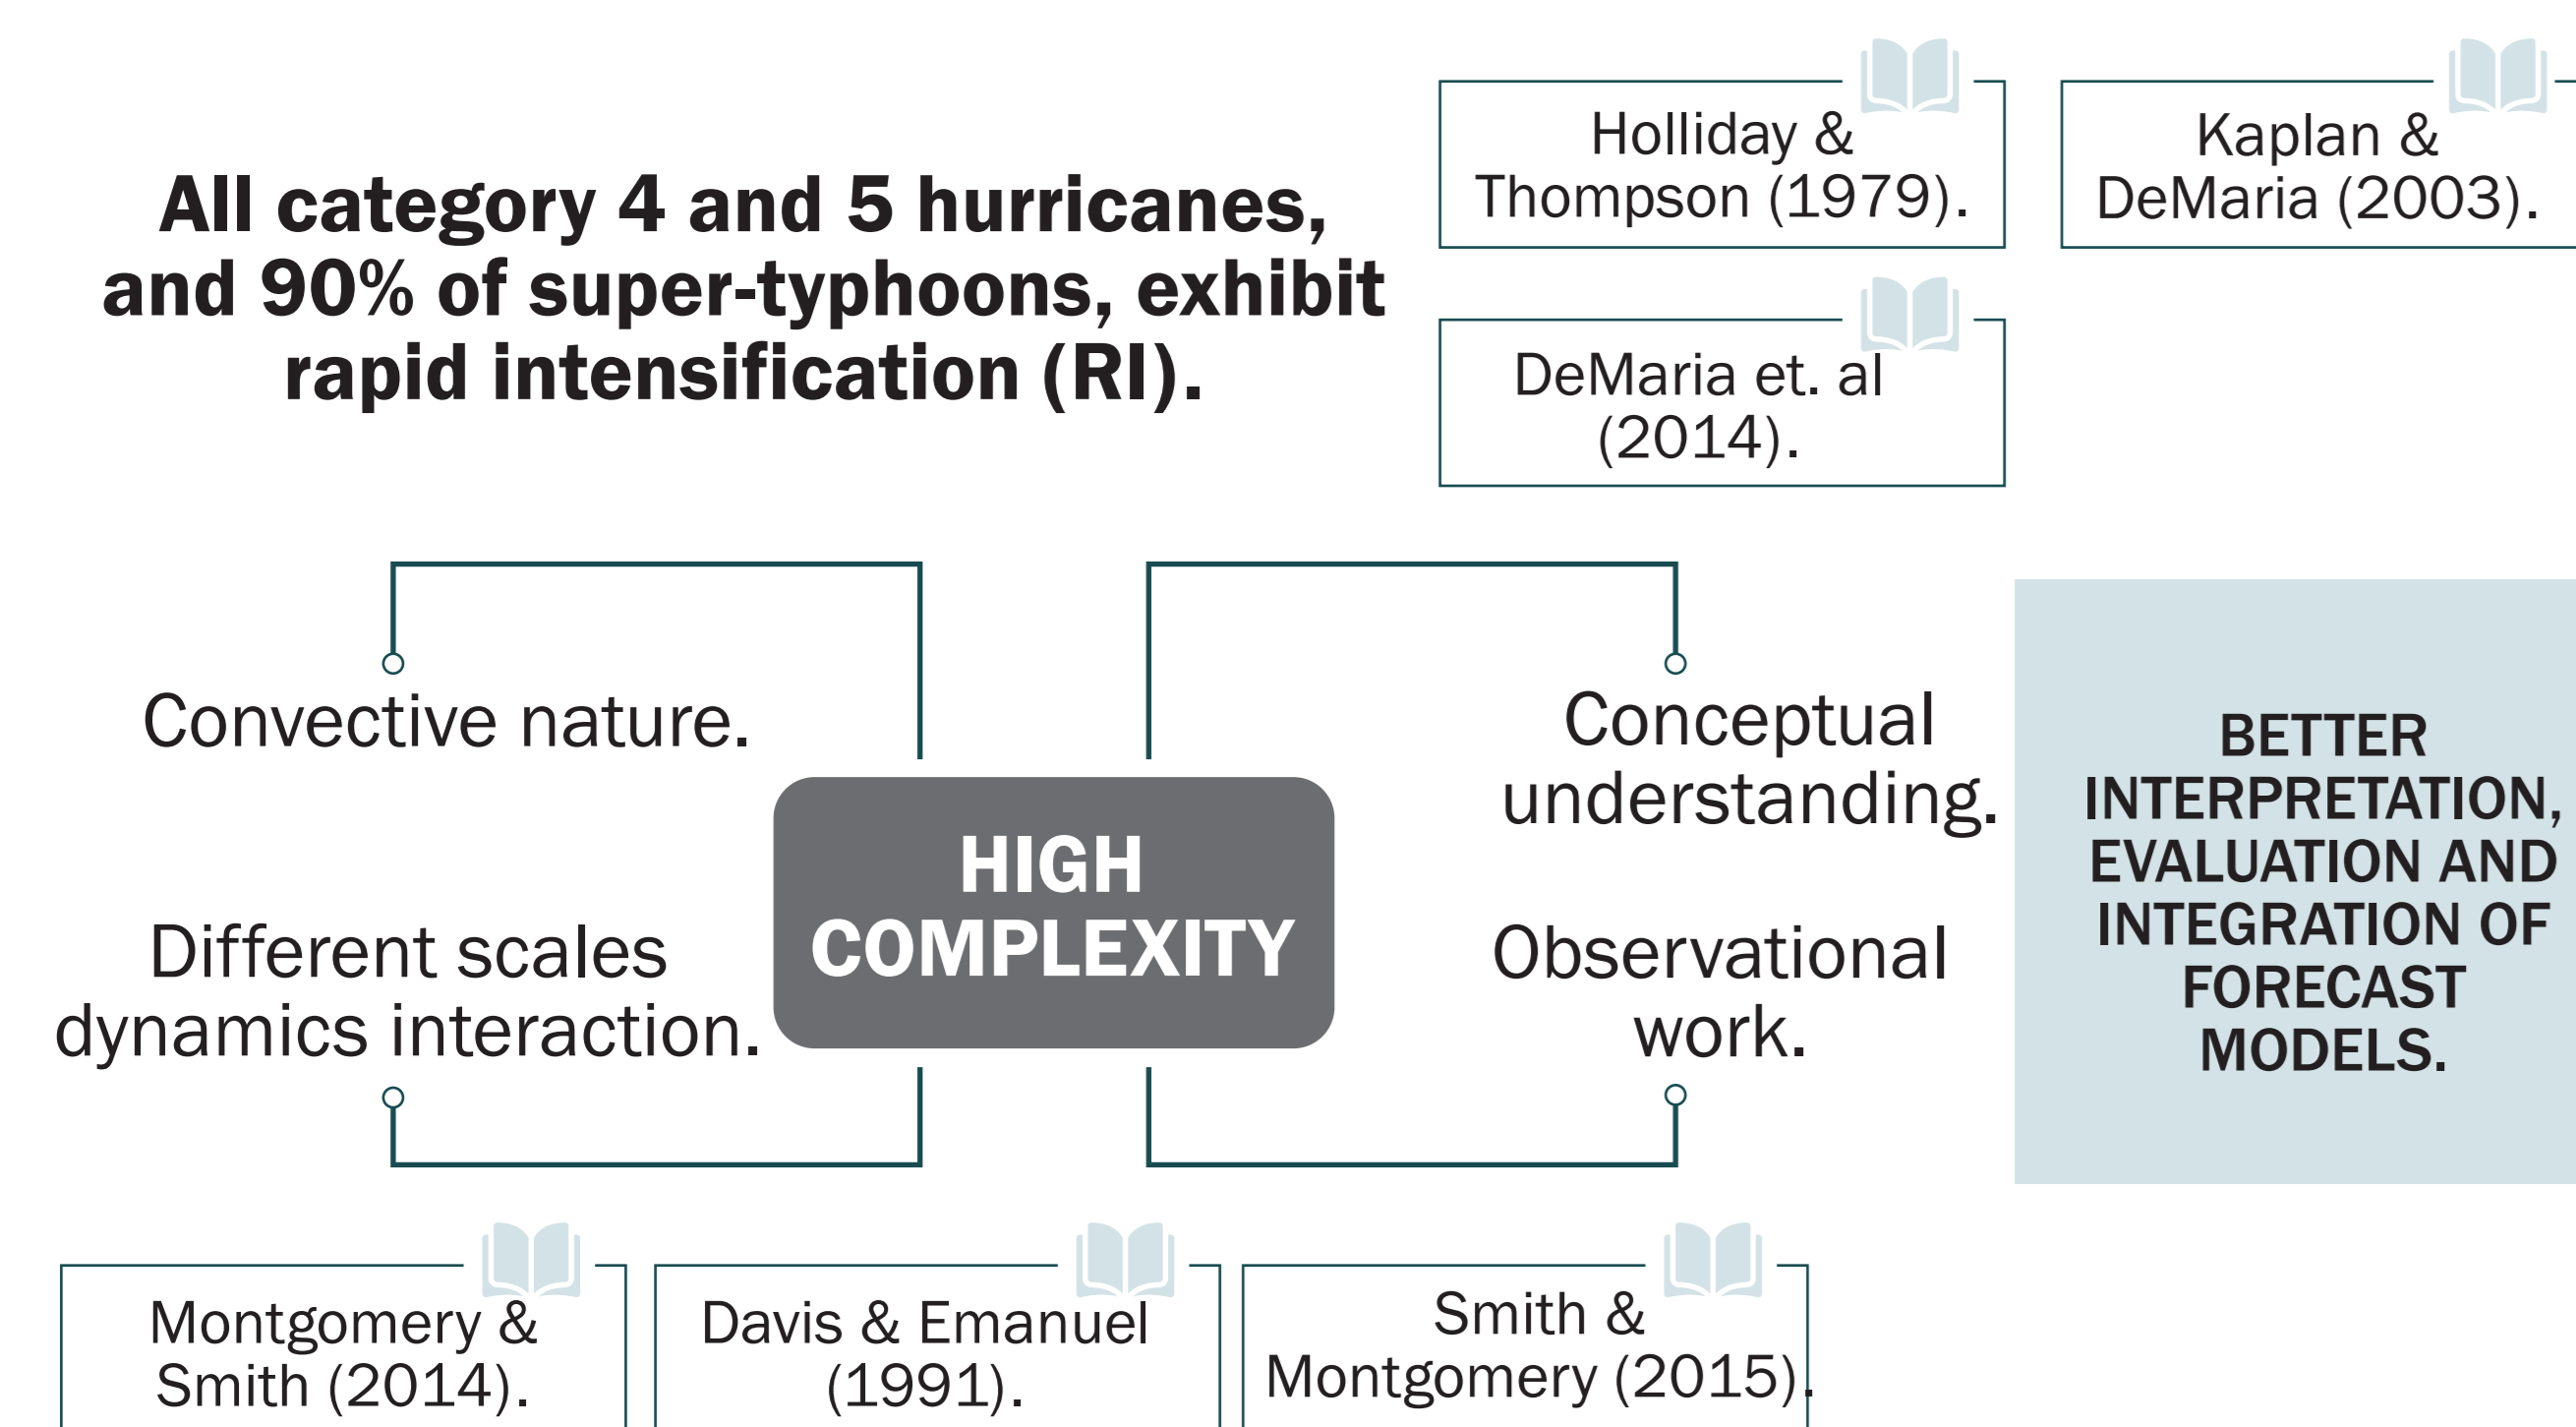 All category 4 and 5 hurricanes,
and 90% of super-typhoons, exhibit
rapid intensification (RI).
Holliday &
Thompson (1979).
Kaplan &
DeMaria (2003).
DeMaria et. al
(2014).
Convective nature.
Different scales
dynamics interaction.
HIGH
COMPLEXITY
Conceptual
understanding.
Observational
work.
BETTER
INTERPRETATION,
EVALUATION AND
INTEGRATION OF
FORECAST
MODELS.
Montgomery &
Smith (2014).
Davis & Emanuel
(1991).
Smith &
Montgomery (2015).